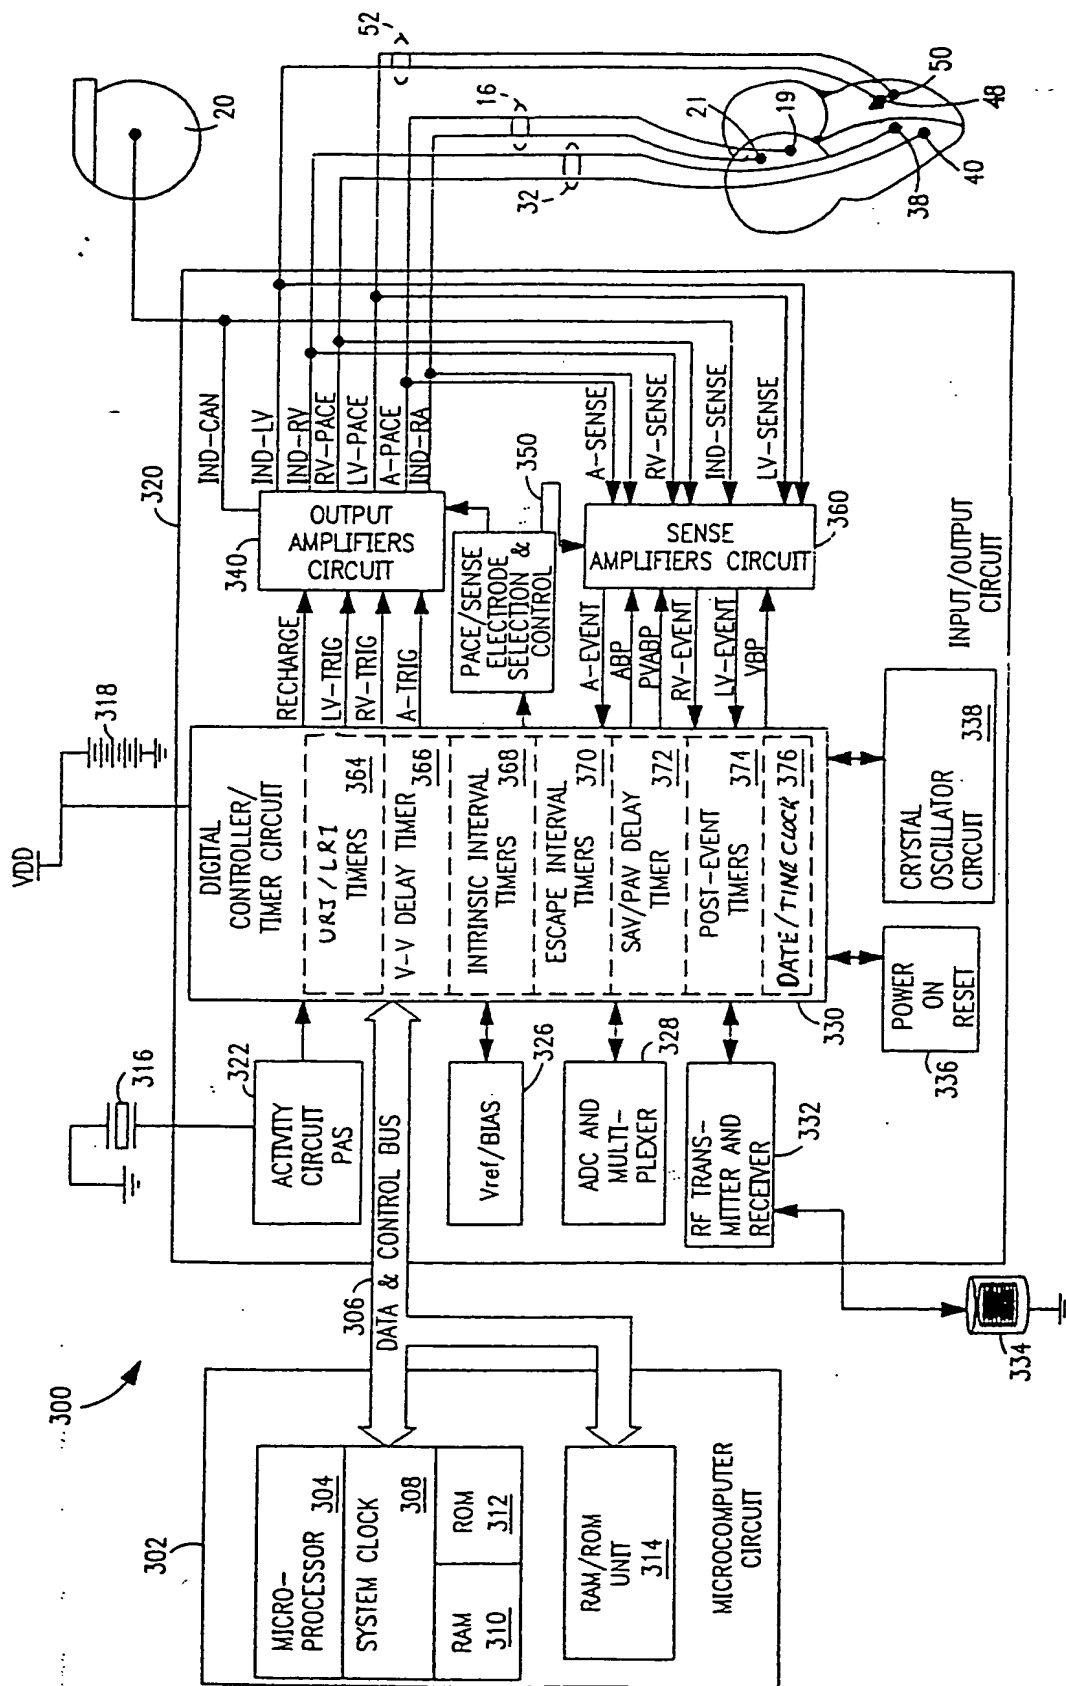 300
302
MICRO-
PROCESSOR 304
SYSTEM CLOCK 308
RAM
310
ROM
312
RAM/ROM
UNIT
314
MICROCOMPUTER
CIRCUIT
306
DATA & CONTROL BUS
316
322
ACTIVITY
CIRCUIT
PAS
Vref/BIAS
326
ADC AND
MULTI-
PLEXER
328
RF TRANS-
MITTER AND
RECEIVER
332
334
VDD
318
320
DIGITAL
CONTROLLER/
TIMER CIRCUIT
URI/LRI
TIMERS 364
V-V DELAY TIMER 366
INTRINSIC INTERVAL
TIMERS 368
ESCAPE INTERVAL
TIMERS 370
SAV/PAV DELAY
TIMER 372
POST-EVENT
TIMERS 374
DATE/TIME CLOCK 376
330
POWER
ON
RESET
336
CRYSTAL
OSCILLATOR
CIRCUIT
338
INPUT/OUTPUT
CIRCUIT
RECHARGE
LV-TRIG
RV-TRIG
A-TRIG
340
OUTPUT
AMPLIFIERS
CIRCUIT
PACE/SENSE
ELECTRODE
SELECTION &
CONTROL
350
A-EVENT
ABP
PVABP
RV-EVENT
LV-EVENT
VBP
SENSE
AMPLIFIERS CIRCUIT
360
IND-CAN
IND-LV
IND-RV
RV-PACE
LV-PACE
A-PACE
IND-RA
A-SENSE
RV-SENSE
IND-SENSE
LV-SENSE
20
52
16
32
21
19
50
48
38
40